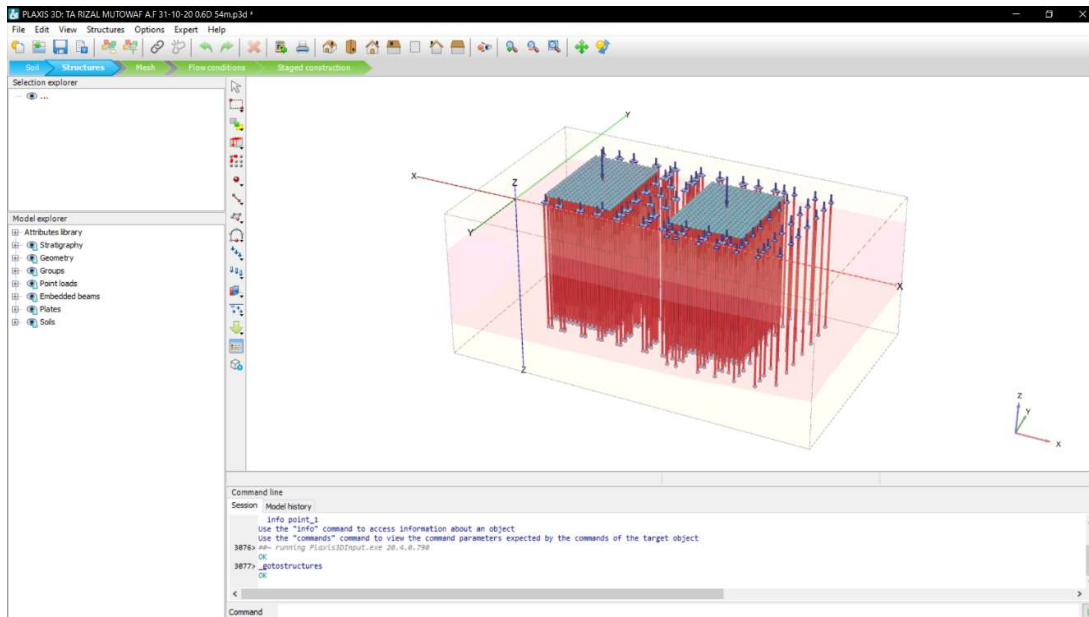 PLAXIS 3D: TA RIZAL MUTOWAF A.F 31-10-20 0.6D 54m.p3d *
File Edit View Structures Options Expert Help
Soil Structures Mesh Flow conditions Staged construction
Selection explorer
...
Model explorer
Attributes library
Stratigraphy
Geometry
Groups
Point loads
Embedded beams
Plates
Soils
Y
X
Z
Y
X
Z
Z
Y
X
Command line
Session Model history
info point_1
Use the "info" command to access information about an object
Use the "commands" command to view the command parameters expected by the commands of the target object
3076> ##~ running Plaxis3DInput.exe 20.4.0.790
OK
3077> _gotostructures
OK
Command